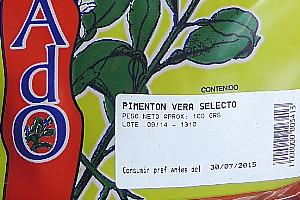 AdO
CONTENIDO
PIMENTON VERA SELECTO
PESO NETO APROX: 100 GRS
LOTE 09/14 - 1310
Consumir pref.antes del 30/07/2015